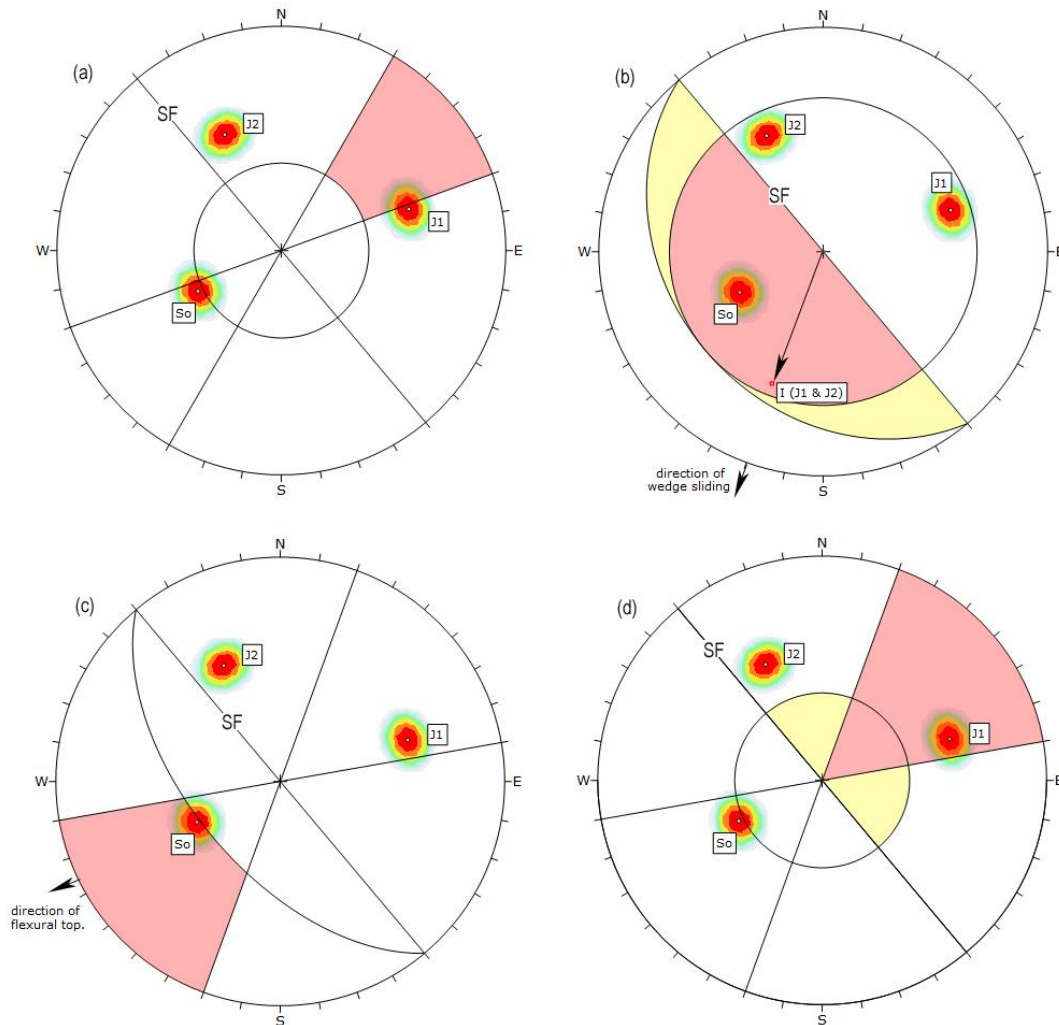 N
(a)
SF
J2
W
E
J1
So
S
N
(b)
J2
SF
J1
W
E
So
I (J1 & J2)
direction of
wedge sliding
S
N
(c)
J2
SF
J1
W
E
So
direction of
flexural top.
S
N
(d)
SF
J2
J1
W
E
So
S